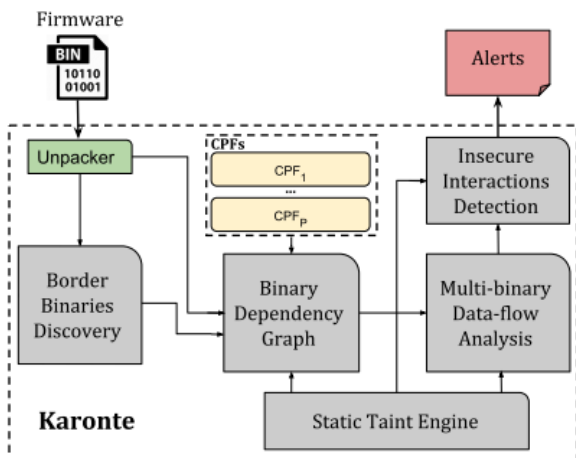 Firmware
BIN
10110
01001
Alerts
Unpacker
CPFs
CPF1
...
CPFP
Insecure
Interactions
Detection
Border
Binaries
Discovery
Binary
Dependency
Graph
Multi-binary
Data-flow
Analysis
Karonte
Static Taint Engine